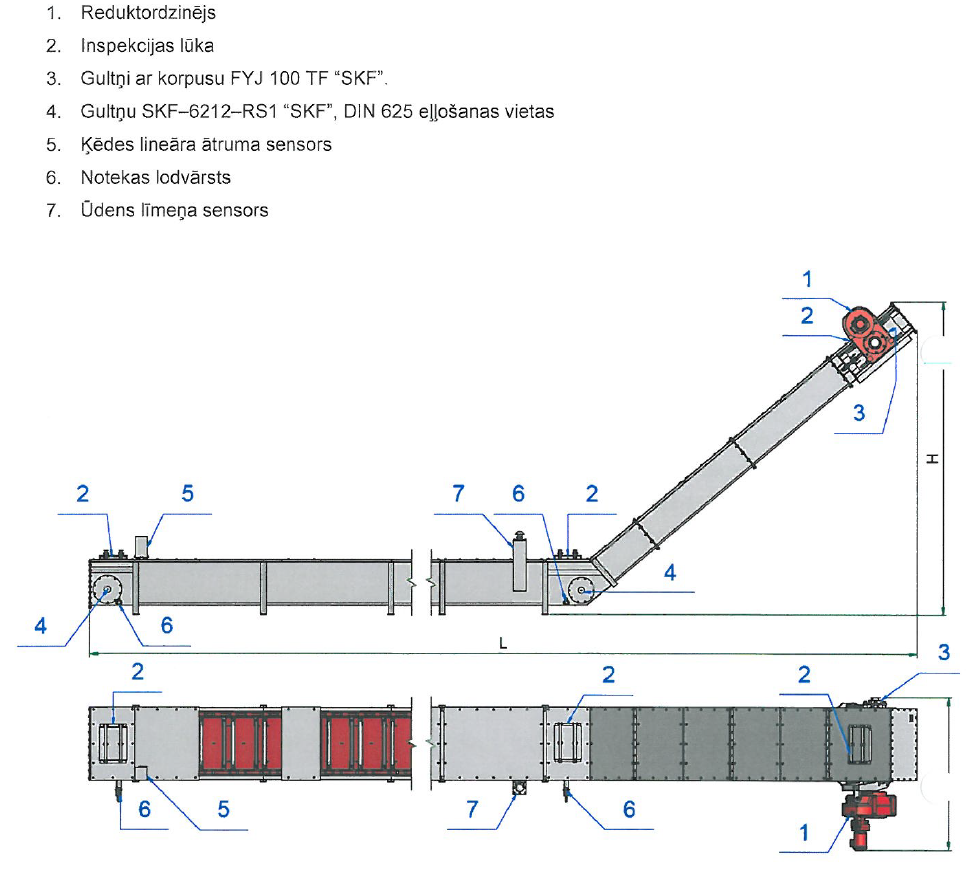 1. Reduktordzinējs
2. Inspekcijas lūka
3. Gultņi ar korpusu FYJ 100 TF “SKF”.
4. Gultņu SKF–6212–RS1 “SKF”, DIN 625 eļļošanas vietas
5. Ķēdes lineāra ātruma sensors
6. Notekas lodvārsts
7. Ūdens līmeņa sensors
1
2
3
H
2 5 7 6 2
4
4 6
L
3
2 2 2
6 5 7 6
1